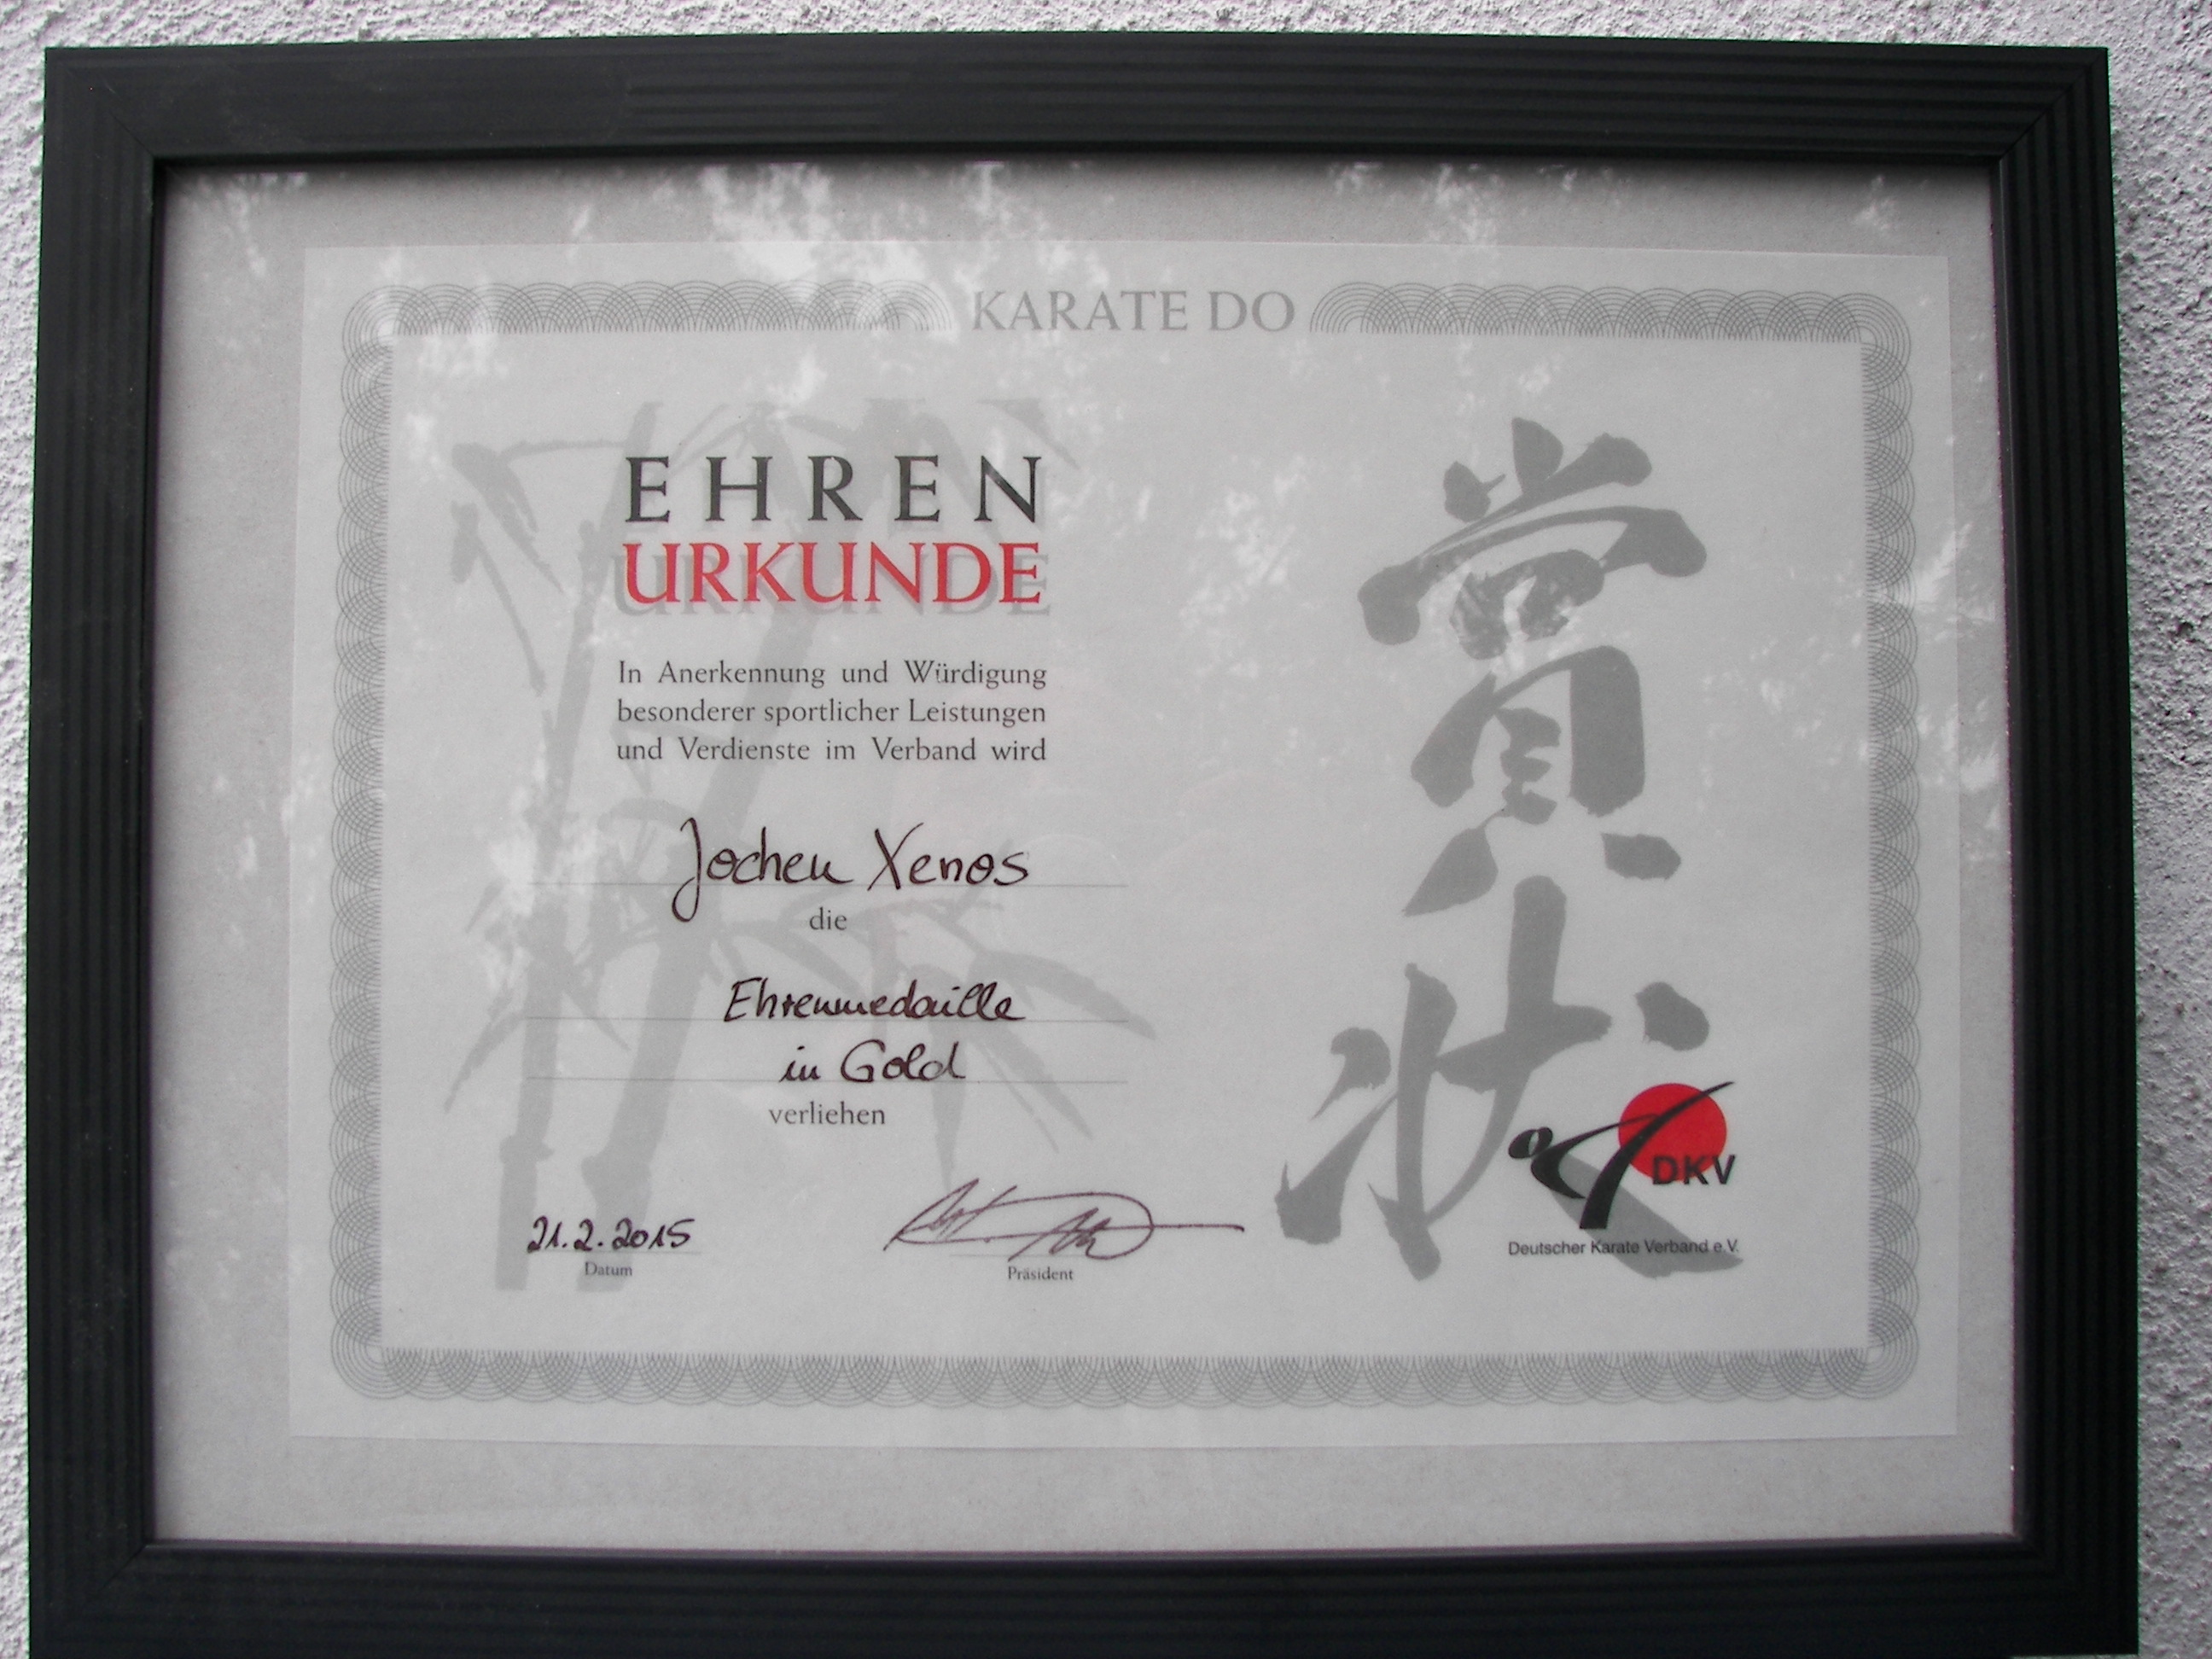 KARATE DO
EHREN
URKUNDE
In Anerkennung und Würdigung
besonderer sportlicher Leistungen
und Verdienste im Verband wird
Jochen Xenos
die
Ehrenmedaille
in Gold
verliehen
21.2.2015
Datum
Präsident
賞状
DKV
Deutscher Karate Verband e.V.